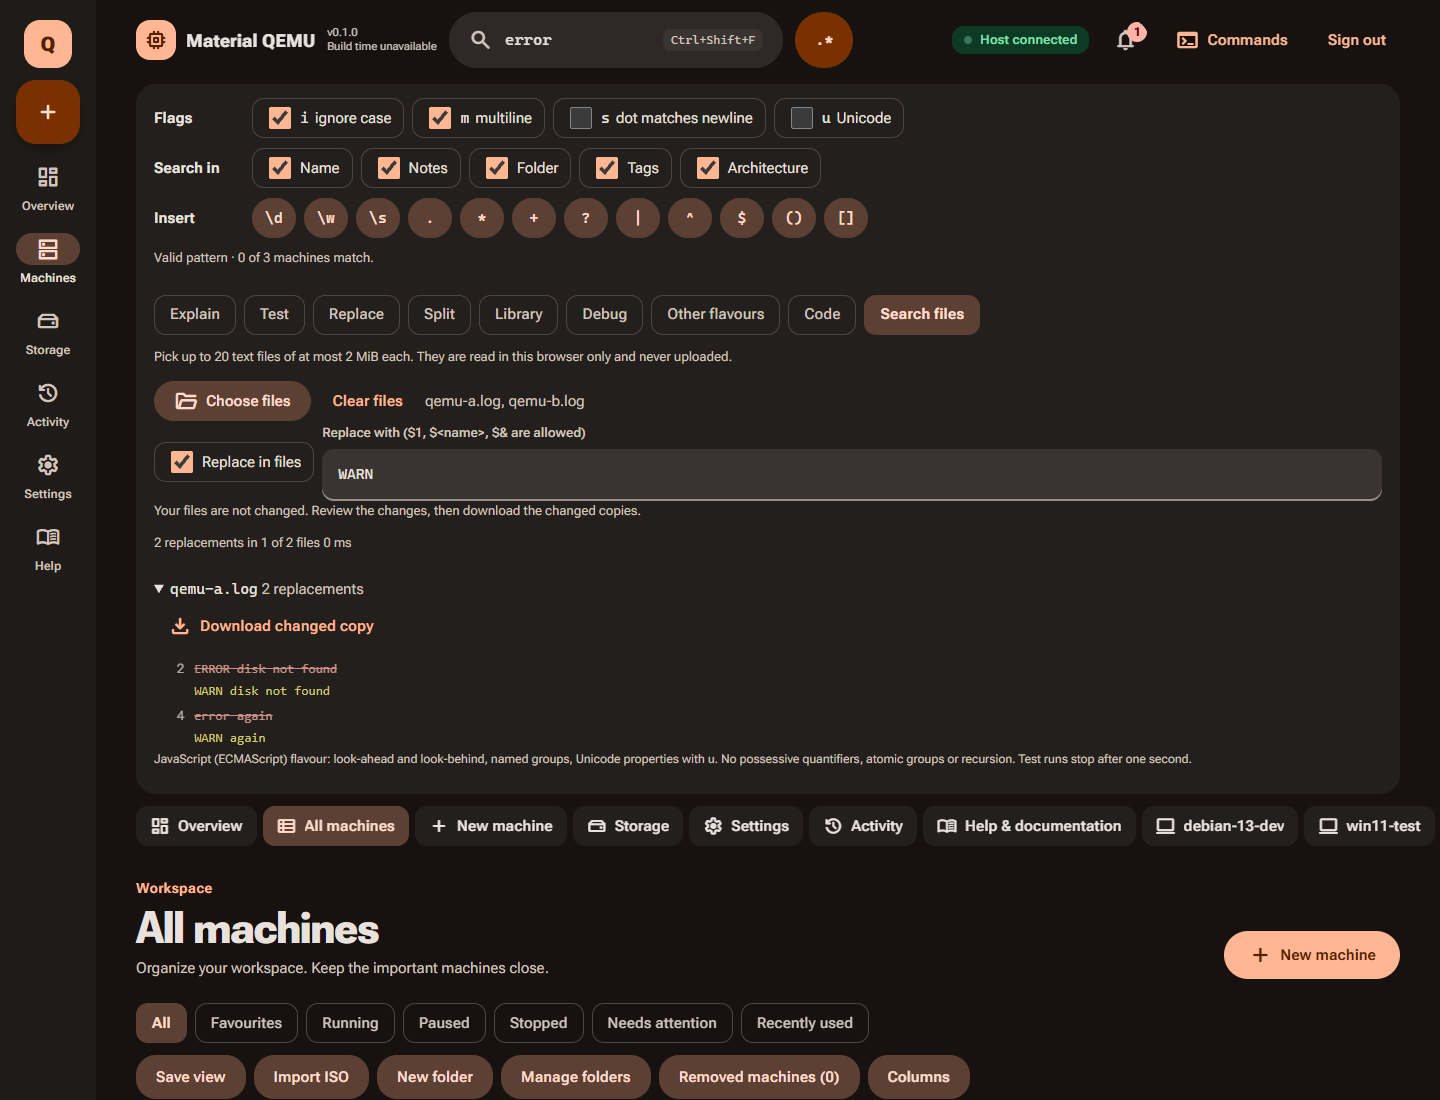 Q
Material QEMU
v0.1.0
Build time unavailable
error
Ctrl+Shift+F
.*
Host connected
1
Commands
Sign out
+
Overview
Machines
Storage
Activity
Settings
Help
Flags
i ignore case
m multiline
s dot matches newline
u Unicode
Search in
Name
Notes
Folder
Tags
Architecture
Insert
\d
\w
\s
.
*
+
?
|
^
$
()
[]
Valid pattern · 0 of 3 machines match.
Explain
Test
Replace
Split
Library
Debug
Other flavours
Code
Search files
Pick up to 20 text files of at most 2 MiB each. They are read in this browser only and never uploaded.
Choose files
Clear files
qemu-a.log, qemu-b.log
Replace with ($1, $<name>, $& are allowed)
Replace in files
WARN
Your files are not changed. Review the changes, then download the changed copies.
2 replacements in 1 of 2 files 0 ms
qemu-a.log 2 replacements
Download changed copy
2 ERROR disk not found
WARN disk not found
4 error again
WARN again
JavaScript (ECMAScript) flavour: look-ahead and look-behind, named groups, Unicode properties with u. No possessive quantifiers, atomic groups or recursion. Test runs stop after one second.
Overview
All machines
+ New machine
Storage
Settings
Activity
Help & documentation
debian-13-dev
win11-test
Workspace
All machines
Organize your workspace. Keep the important machines close.
+ New machine
All
Favourites
Running
Paused
Stopped
Needs attention
Recently used
Save view
Import ISO
New folder
Manage folders
Removed machines (0)
Columns